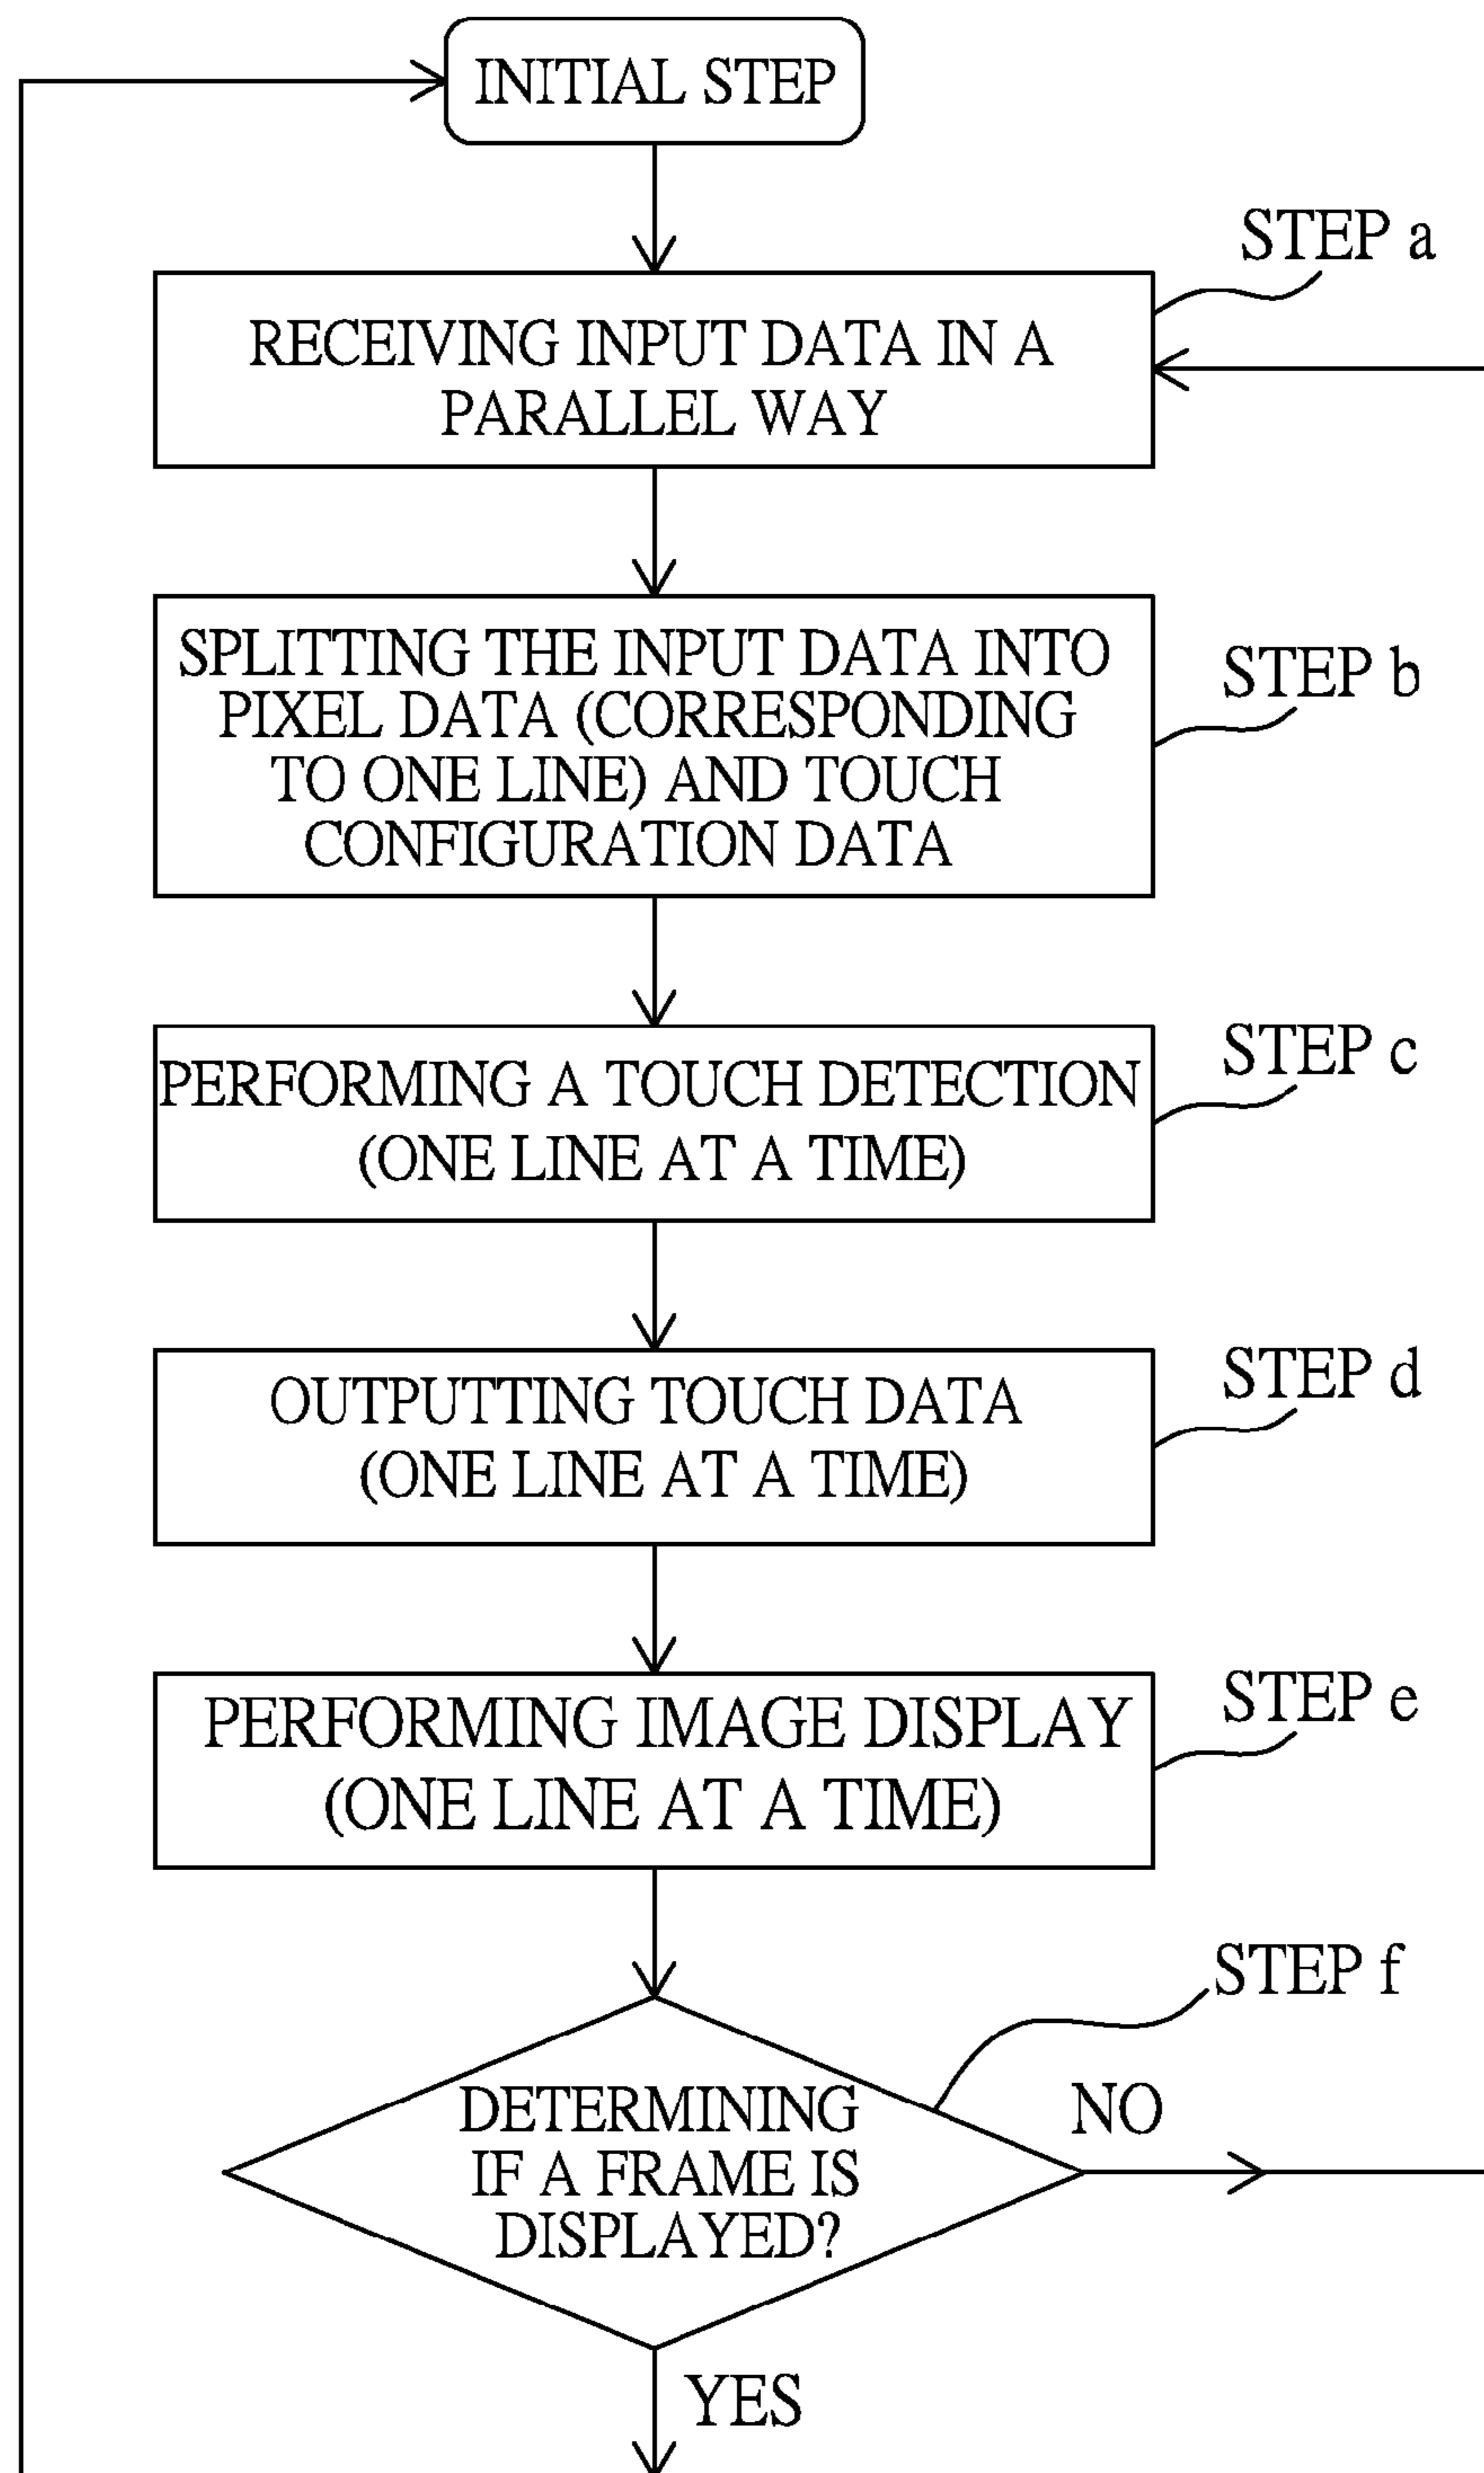 INITIAL STEP
STEP a
RECEIVING INPUT DATA IN A
PARALLEL WAY
SPLITTING THE INPUT DATA INTO
PIXEL DATA (CORRESPONDING
TO ONE LINE) AND TOUCH
CONFIGURATION DATA
STEP b
PERFORMING A TOUCH DETECTION
(ONE LINE AT A TIME)
STEP c
OUTPUTTING TOUCH DATA
(ONE LINE AT A TIME)
STEP d
PERFORMING IMAGE DISPLAY
(ONE LINE AT A TIME)
STEP e
STEP f
DETERMINING
IF A FRAME IS
DISPLAYED?
NO
YES